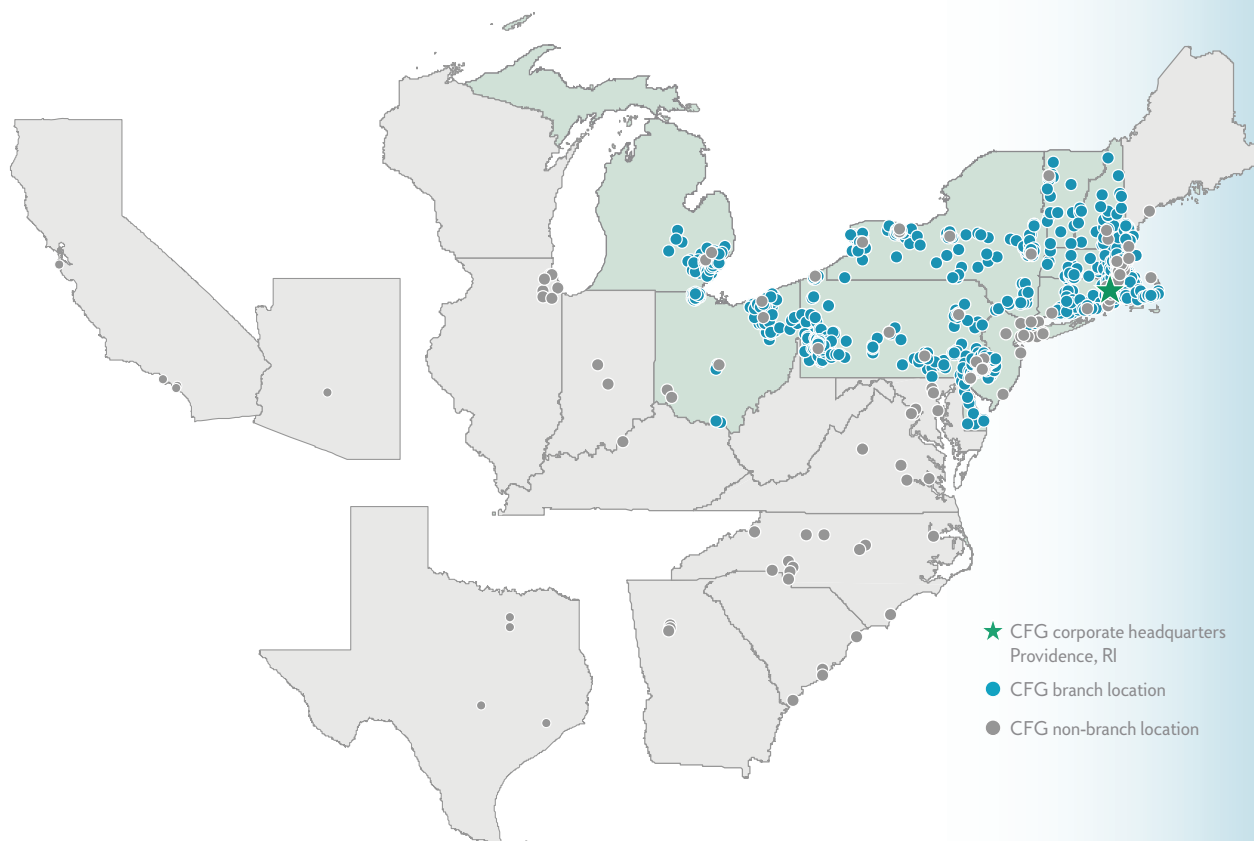 CFG corporate headquarters
Providence, RI
CFG branch location
CFG non-branch location